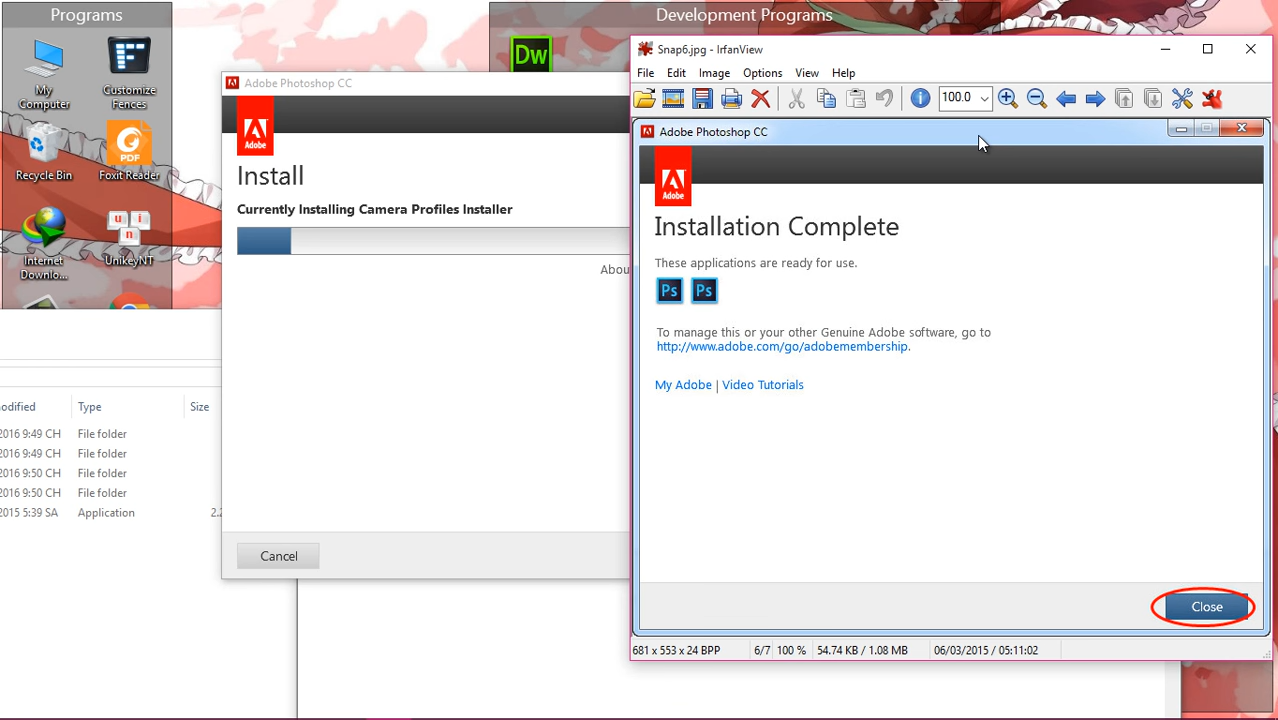 Programs
My
Computer
Customize
Fences
Recycle Bin
PDF
Foxit Reader
Internet
Downlo...
u i
n
UnikeyNT
Development Programs
Dw
odified
Type
Size
2016 9:49 CH
File folder
2016 9:49 CH
File folder
2016 9:50 CH
File folder
2016 9:50 CH
File folder
2015 5:39 SA
Application
2.2
Adobe Photoshop CC
Adobe
Install
Currently Installing Camera Profiles Installer
Abou
Cancel
Snap6.jpg - IrfanView
File Edit Image Options View Help
100.0
Adobe Photoshop CC
Adobe
Installation Complete
These applications are ready for use.
Ps Ps
To manage this or your other Genuine Adobe software, go to
http://www.adobe.com/go/adobemembership.
My Adobe | Video Tutorials
Close
681 x 553 x 24 BPP
6/7
100 %
54.74 KB / 1.08 MB
06/03/2015 / 05:11:02